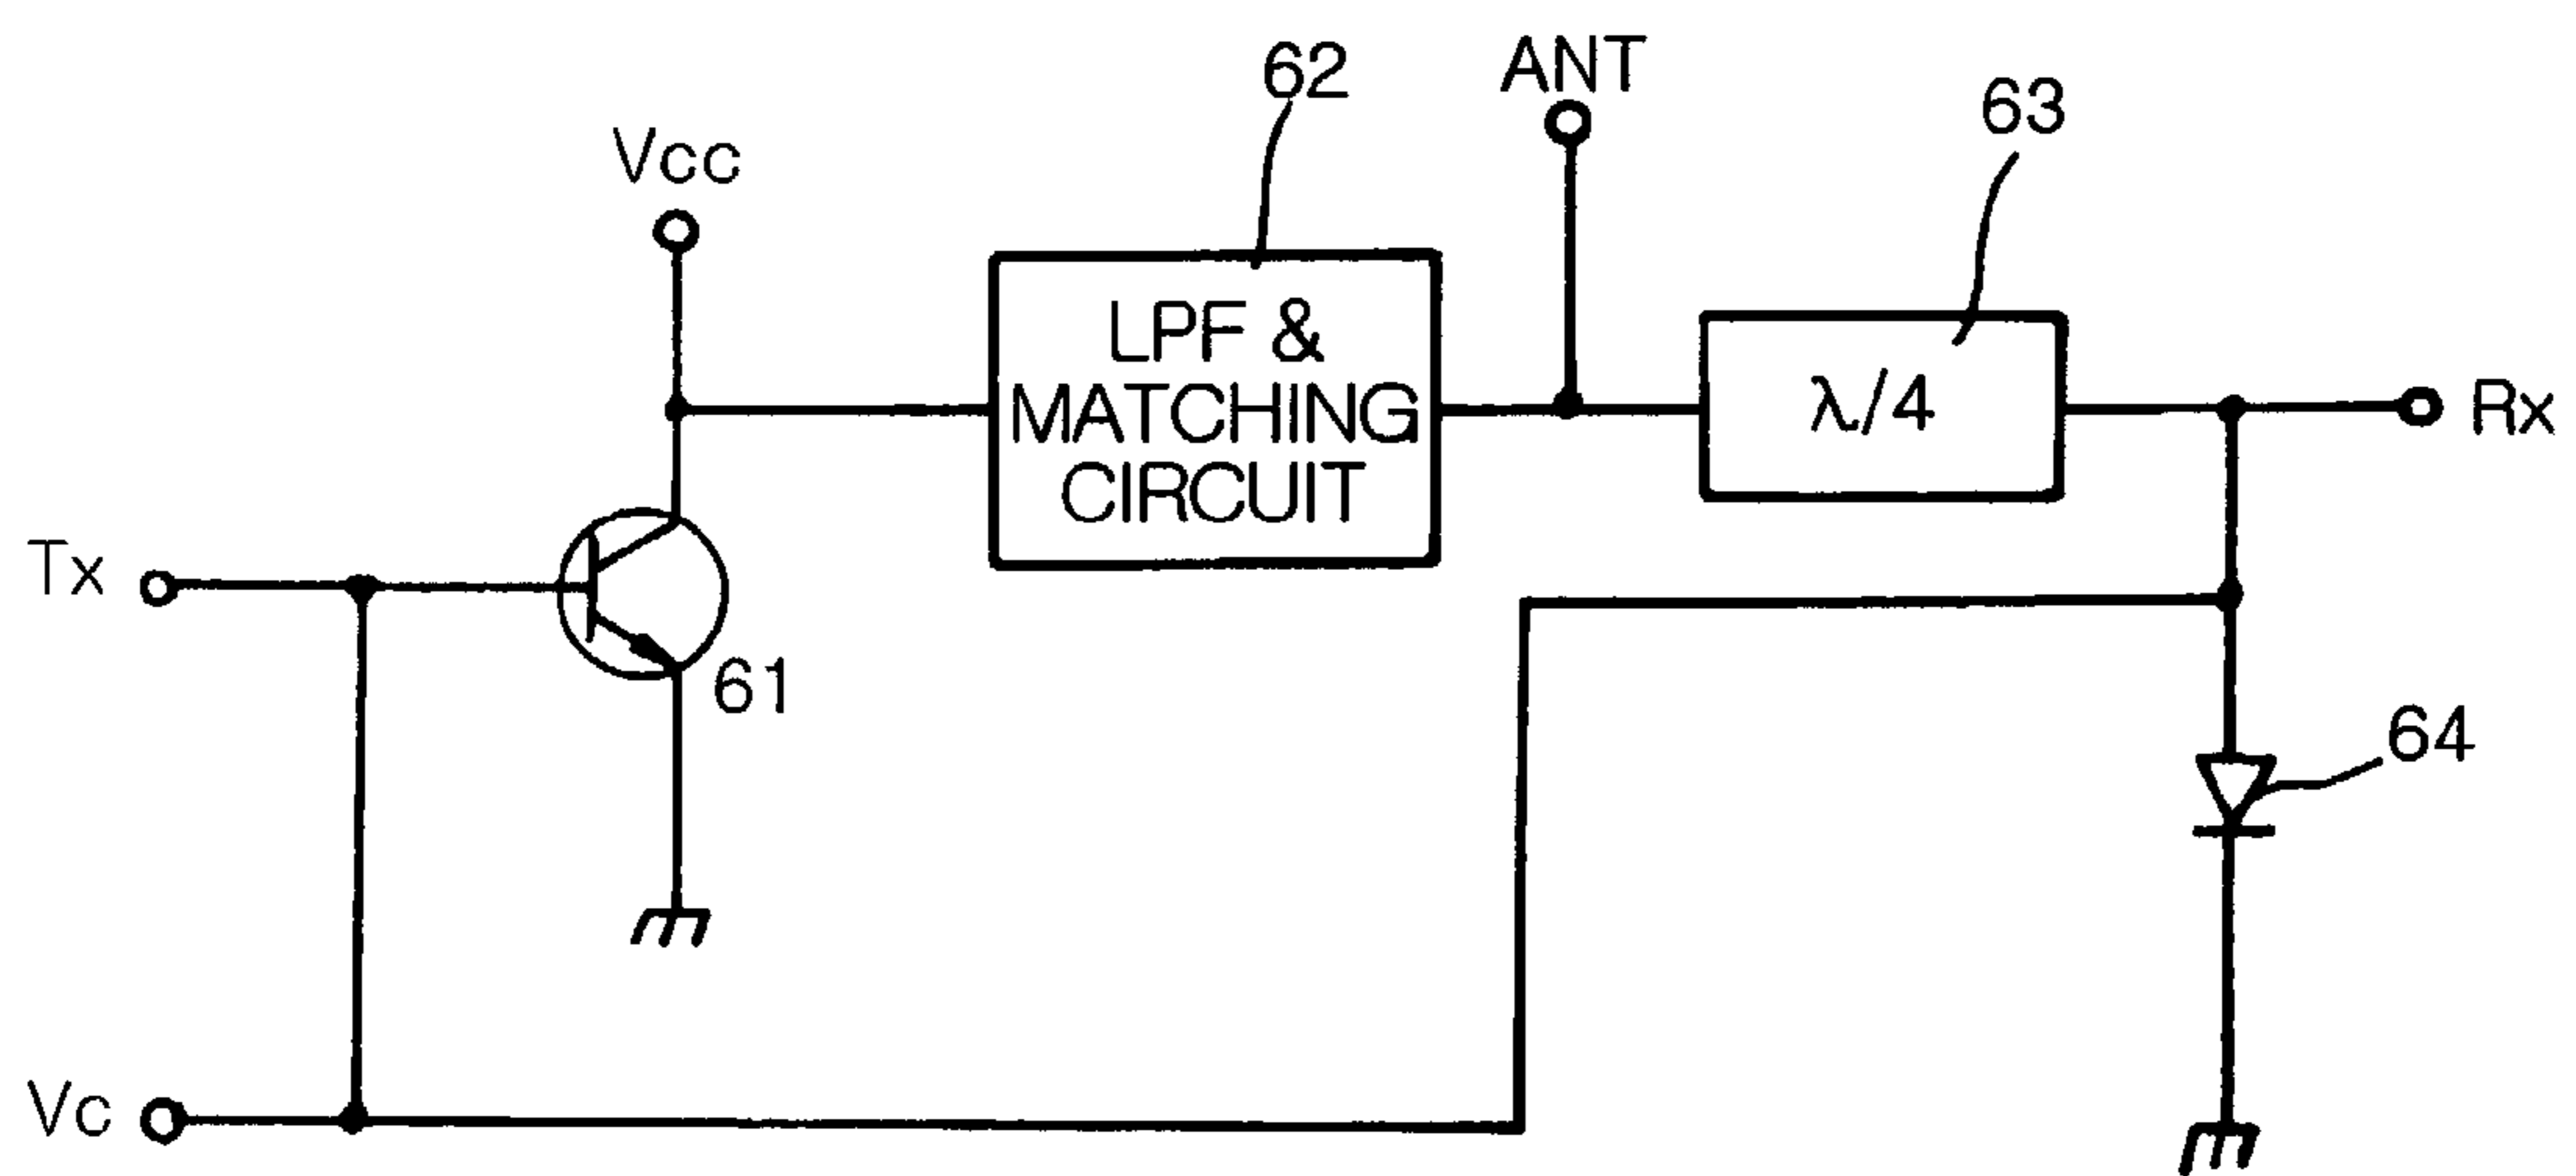 62
ANT
63
Vcc
LPF &
MATCHING
CIRCUIT
λ/4
Rx
Tx
61
64
Vc